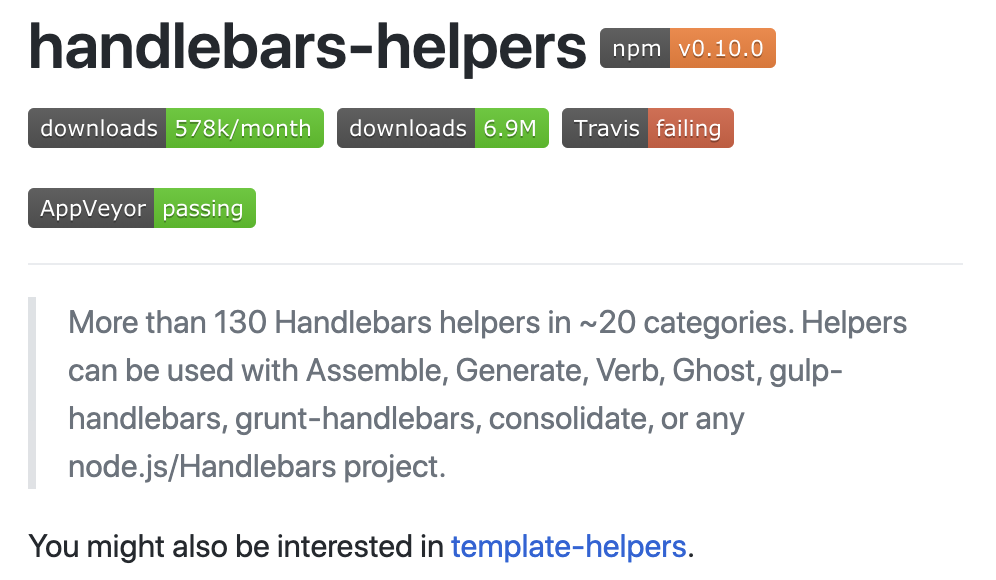 handlebars-helpers npm v0.10.0
downloads 578k/month downloads 6.9M Travis failing
AppVeyor passing
More than 130 Handlebars helpers in ~20 categories. Helpers
can be used with Assemble, Generate, Verb, Ghost, gulp-
handlebars, grunt-handlebars, consolidate, or any
node.js/Handlebars project.
You might also be interested in template-helpers.